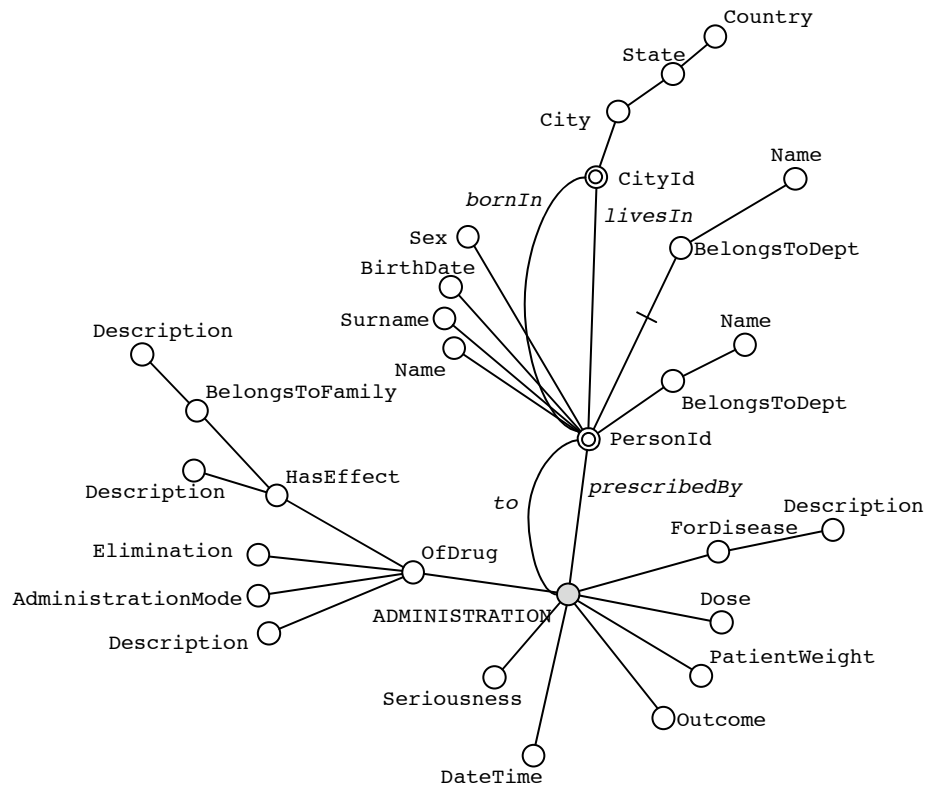 Country
State
City
Name
CityId
bornIn
livesIn
Sex
BelongsToDept
BirthDate
Surname
Name
Description
Name
BelongsToFamily
BelongsToDept
PersonId
HasEffect
Description
to
prescribedBy
Description
ForDisease
Elimination
OfDrug
AdministrationMode
Dose
ADMINISTRATION
Description
PatientWeight
Seriousness
Outcome
DateTime